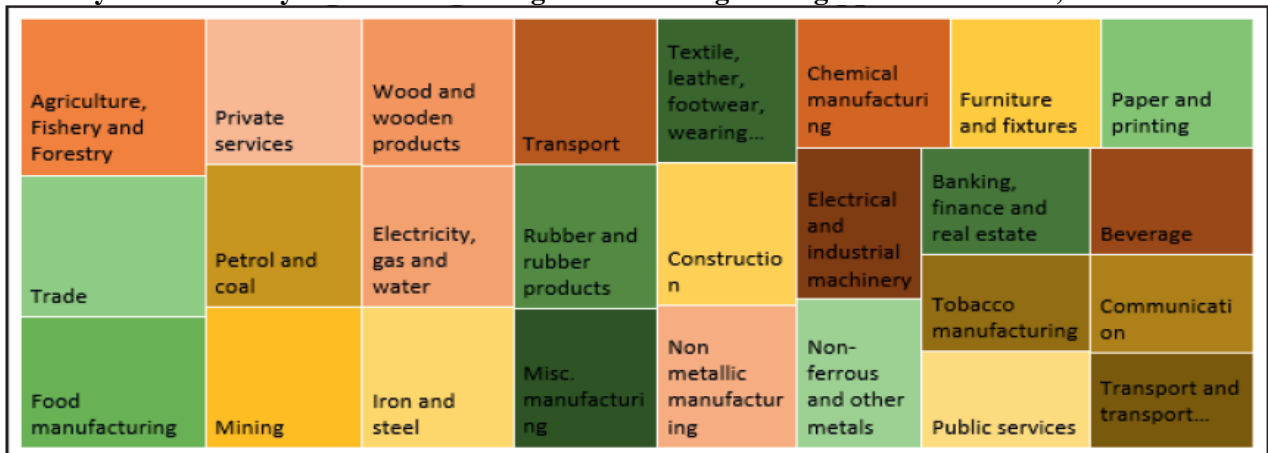 Agriculture,
Fishery and
Forestry
Trade
Food
manufacturing
Private
services
Petrol and
coal
Mining
Wood and
wooden
products
Electricity,
gas and
water
Iron and
steel
Transport
Rubber and
rubber
products
Misc.
manufacturi
ng
Textile,
leather,
footwear,
wearing...
Constructio
n
Non
metallic
manufactur
ing
Chemical
manufacturi
ng
Furniture
and fixtures
Paper and
printing
Electrical
and
industrial
machinery
Non-
ferrous
and other
metals
Banking,
finance and
real estate
Tobacco
manufacturing
Public services
Beverage
Communicati
on
Transport and
transport...